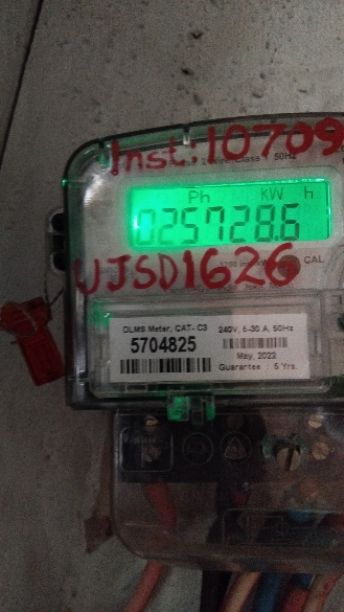 Inst:10709
Ph KW h
025728.6
CAL
UJSD1626
DLMS Meter, CAT- C3
240V, 5-30 A, 50Hz
5704825
May, 2022
Guarantee : 5 Yrs.